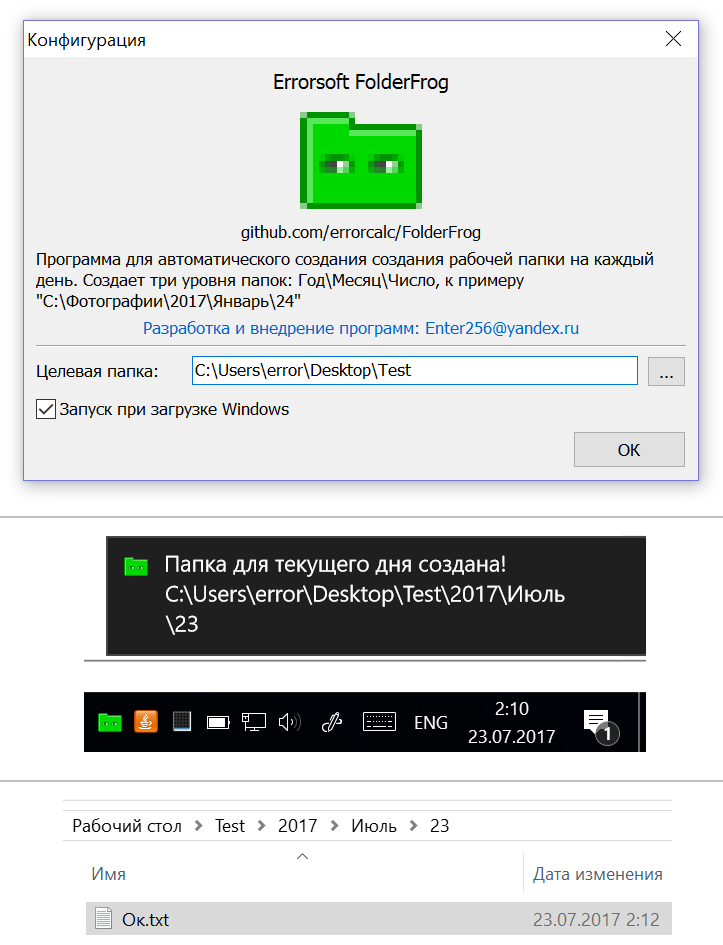 Конфигурация
Errorsoft FolderFrog
github.com/errorcalc/FolderFrog
Программа для автоматического создания создания рабочей папки на каждый
день. Создает три уровня папок: Год\Месяц\Число, к примеру
"C:\Фотографии\2017\Январь\24"
Разработка и внедрение программ: Enter256@yandex.ru
Целевая папка: C:\Users\error\Desktop\Test ...
Запуск при загрузке Windows
ОК
Папка для текущего дня создана!
C:\Users\error\Desktop\Test\2017\Июль
\23
ENG 2:10 1
23.07.2017
Рабочий стол > Test > 2017 > Июль > 23
Имя Дата изменения
Ок.txt 23.07.2017 2:12